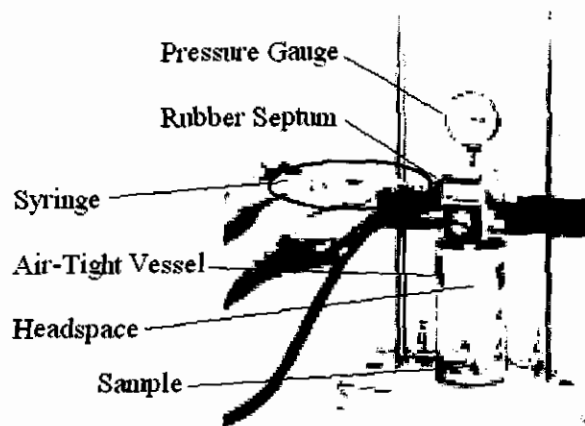 Pressure Gauge
Rubber Septum
Syringe
Air-Tight Vessel
Headspace
Sample